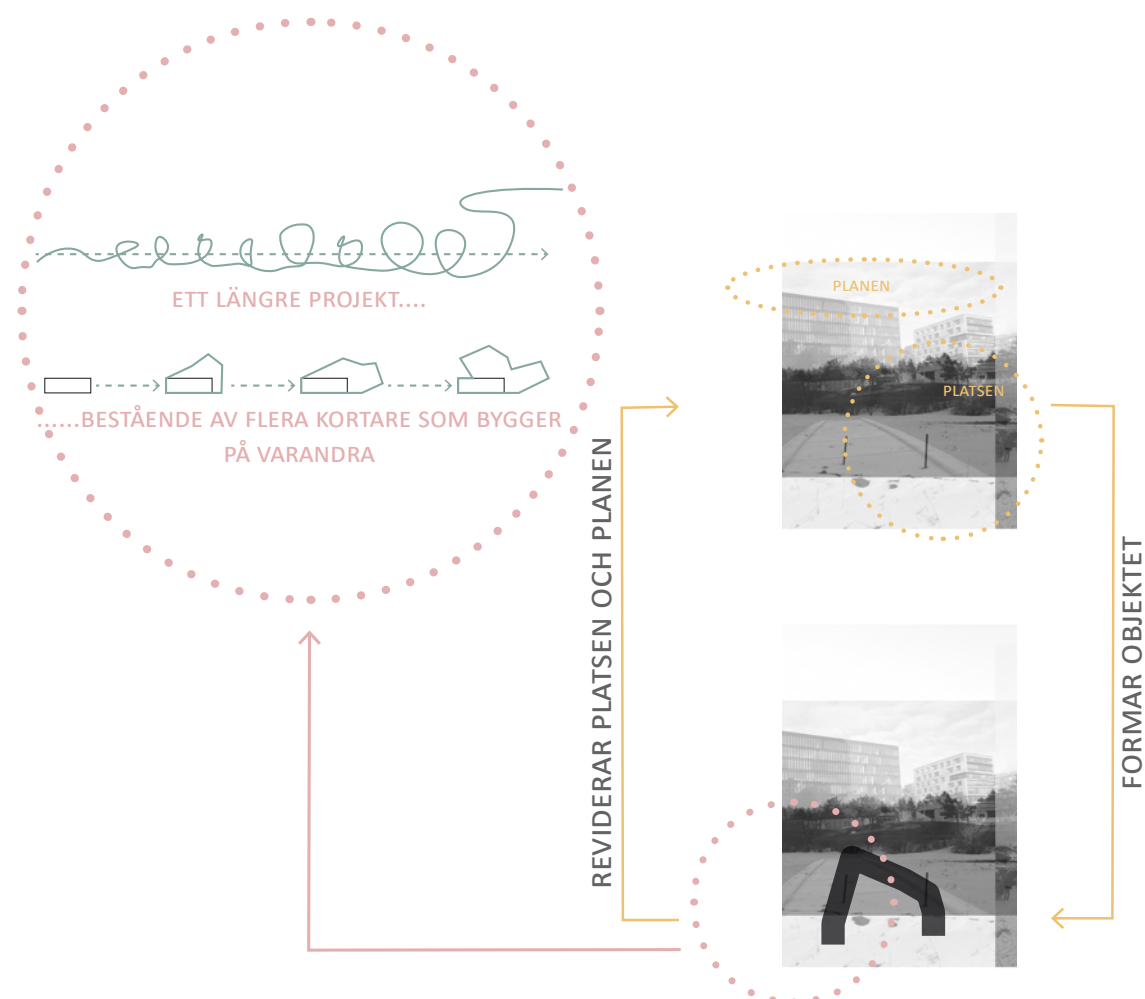 ETT LÄNGRE PROJEKT....
......BESTÅENDE AV FLERA KORTARE SOM BYGGER
PÅ VARANDRA
REVIDERAR PLATSEN OCH PLANEN
PLANEN
PLATSEN
FORMAR OBJEKTET